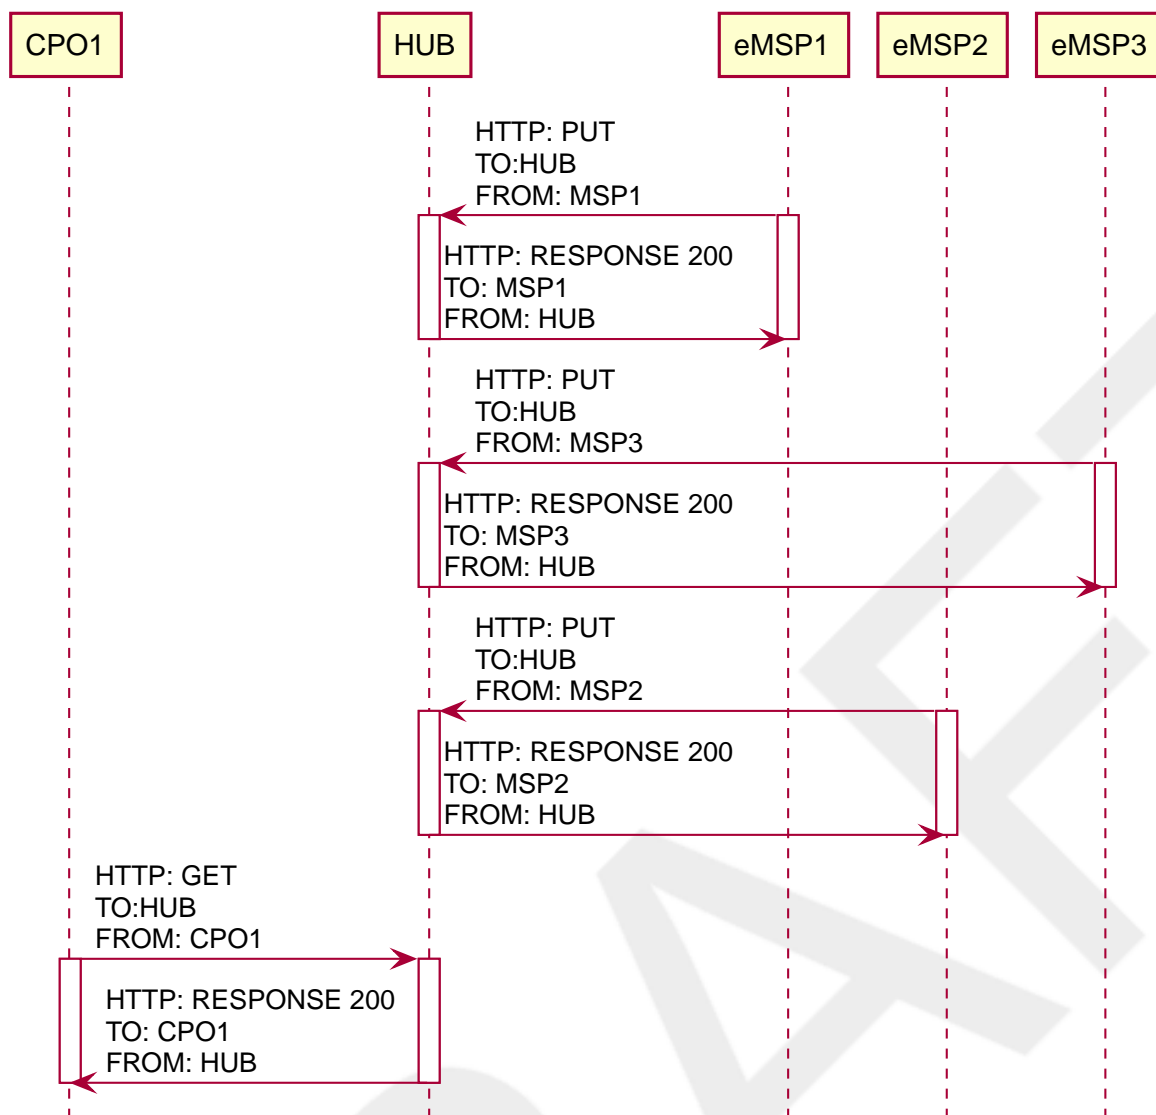 CPO1
HUB
eMSP1
eMSP2
eMSP3
HTTP: PUT
TO:HUB
FROM: MSP1
HTTP: RESPONSE 200
TO: MSP1
FROM: HUB
HTTP: PUT
TO:HUB
FROM: MSP3
HTTP: RESPONSE 200
TO: MSP3
FROM: HUB
HTTP: PUT
TO:HUB
FROM: MSP2
HTTP: RESPONSE 200
TO: MSP2
FROM: HUB
HTTP: GET
TO:HUB
FROM: CPO1
HTTP: RESPONSE 200
TO: CPO1
FROM: HUB